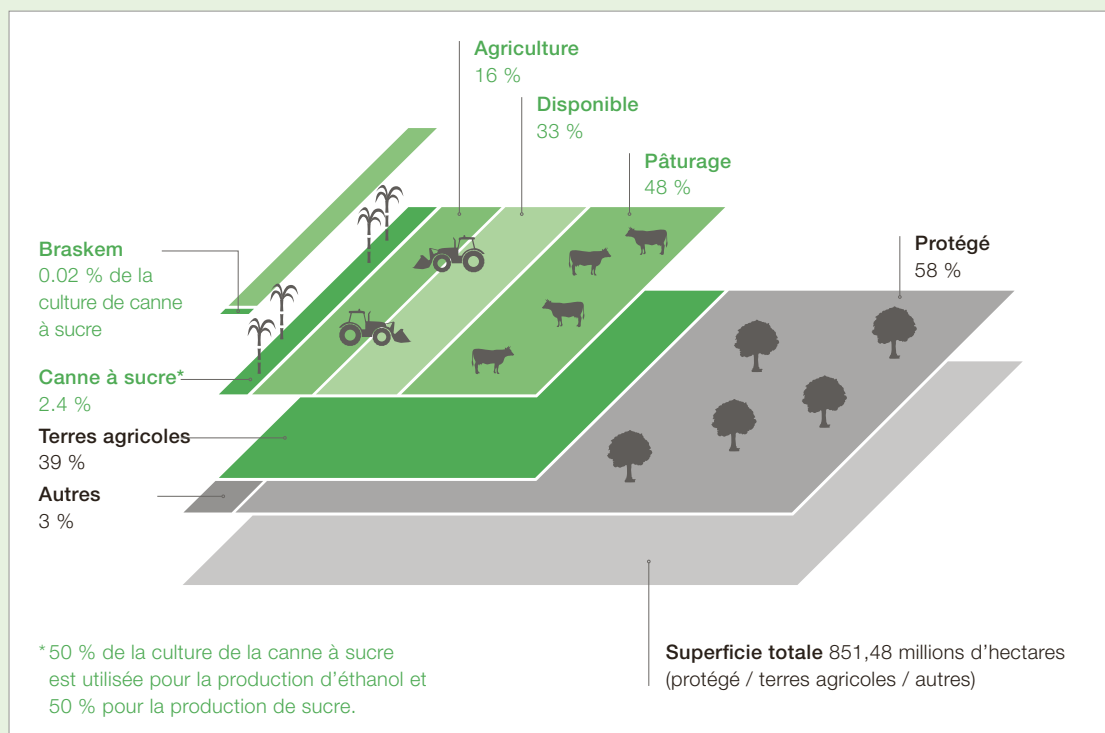 Agriculture
16 %
Disponible
33 %
Pâturage
48 %
Braskem
0.02 % de la
culture de canne
à sucre
Protégé
58 %
Canne à sucre*
2.4 %
Terres agricoles
39 %
Autres
3 %
*50 % de la culture de la canne à sucre
est utilisée pour la production d’éthanol et
50 % pour la production de sucre.
Superficie totale 851,48 millions d’hectares
(protégé / terres agricoles / autres)